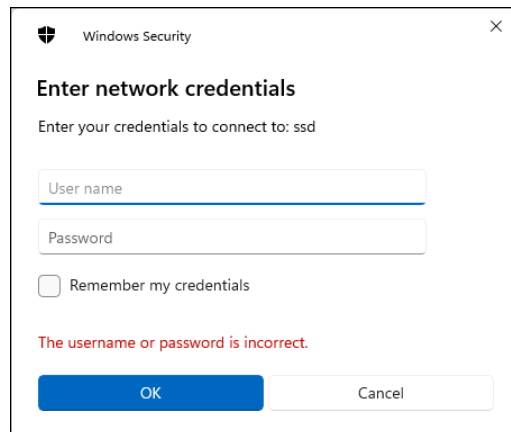 Windows Security
Enter network credentials
Enter your credentials to connect to: ssd
User name
Password
Remember my credentials
The username or password is incorrect.
OK
Cancel